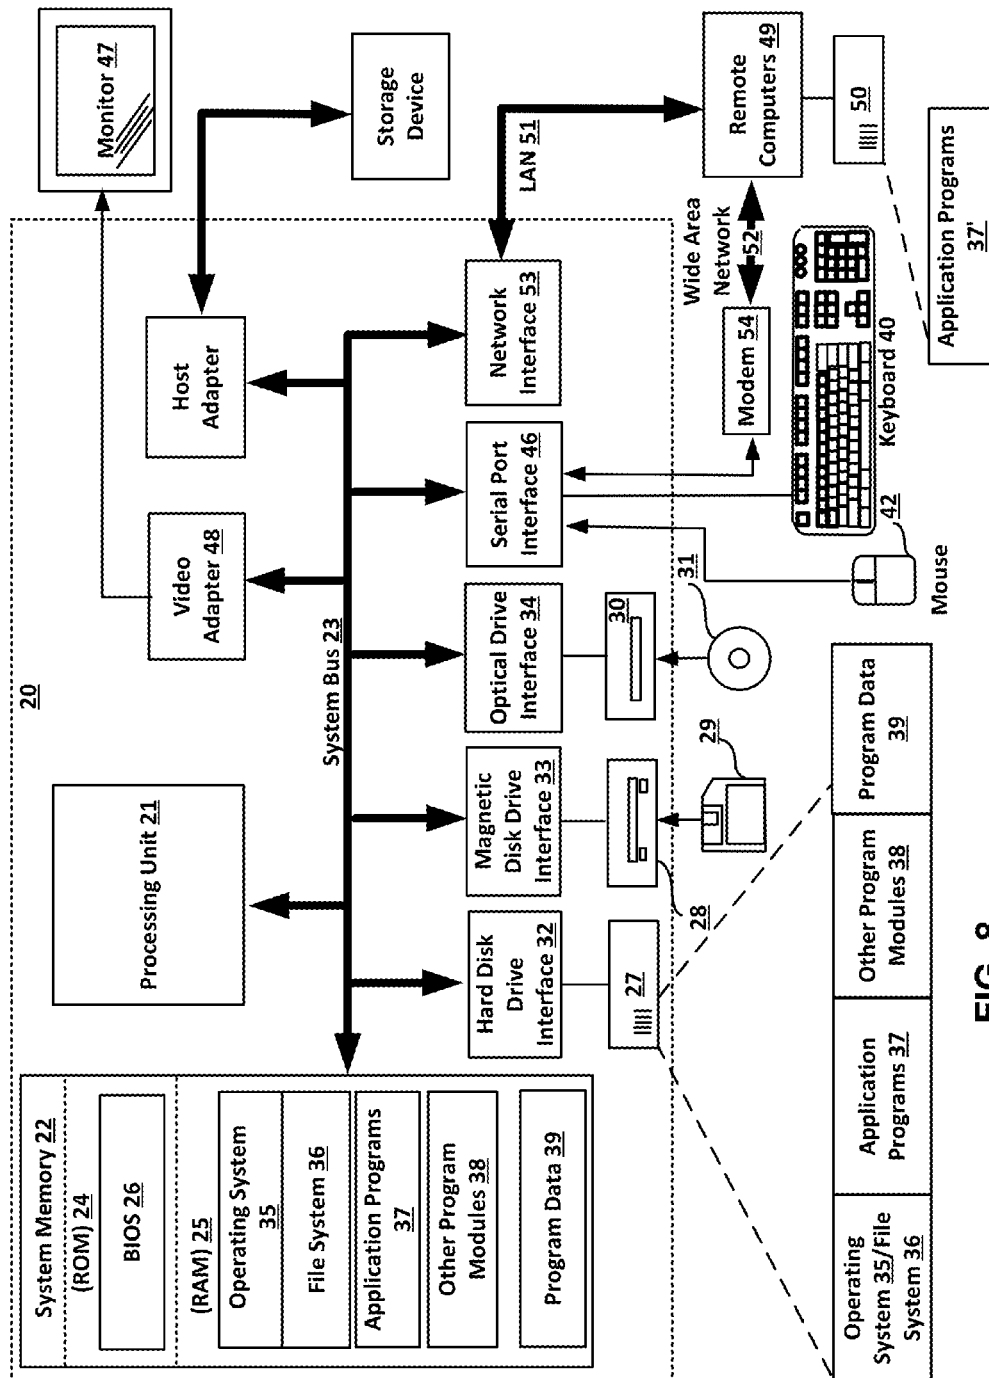 20
System Memory 22
(ROM) 24
BIOS 26
(RAM) 25
Operating System
35
File System 36
Application Programs
37
Other Program
Modules 38
Program Data 39
Processing Unit 21
Video
Adapter 48
Host
Adapter
Monitor 47
Storage
Device
System Bus 23
Hard Disk
Drive
Interface 32
Magnetic
Disk Drive
Interface 33
Optical Drive
Interface 34
Serial Port
Interface 46
Network
Interface 53
LAN 51
27
28
29
30
31
Modem 54
Wide Area
Network
52
Remote
Computers 49
50
Keyboard 40
42
Mouse
Operating
System 35/File
System 36
Application
Programs 37
Other Program
Modules 38
Program Data
39
Application Programs
37'